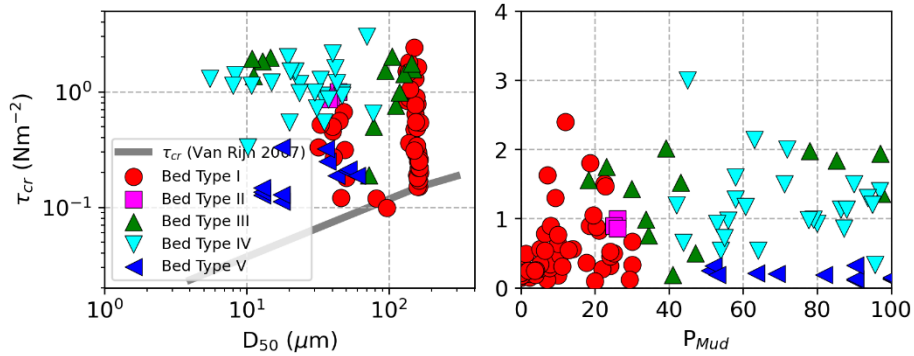 τcr (Nm⁻²)
10⁰
10⁻¹
τcr (Van Rijn 2007)
Bed Type I
Bed Type II
Bed Type III
Bed Type IV
Bed Type V
10⁰ 10¹ 10²
D₅₀ (μm)
4
3
2
1
0
0 20 40 60 80 100
P_Mud